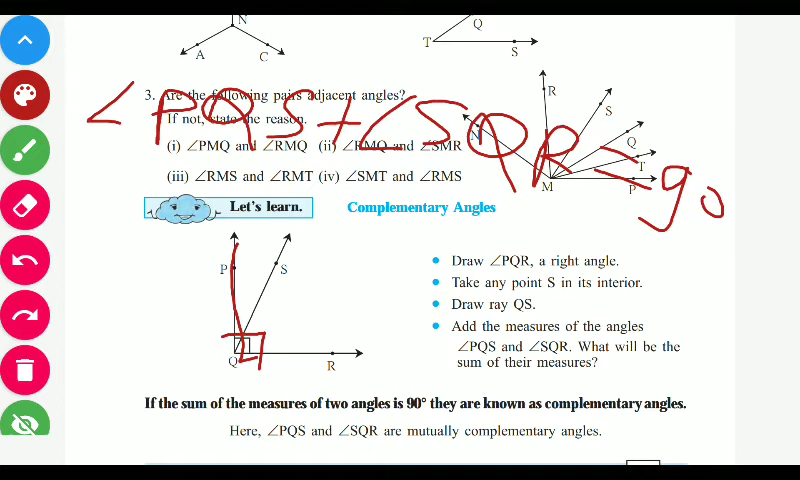 N
A
C
Q
T
S
3. Are the following pairs adjacent angles?
If not, state the reason.
(i) ∠PMQ and ∠RMQ (ii) ∠RMQ and ∠SMR
(iii) ∠RMS and ∠RMT (iv) ∠SMT and ∠RMS
R
S
N
Q
T
M
P
∠PQS + ∠SQR = 90
Let's learn.
Complementary Angles
P
S
Q
R
● Draw ∠PQR, a right angle.
● Take any point S in its interior.
● Draw ray QS.
● Add the measures of the angles
∠PQS and ∠SQR. What will be the
sum of their measures?
If the sum of the measures of two angles is 90° they are known as complementary angles.
Here, ∠PQS and ∠SQR are mutually complementary angles.